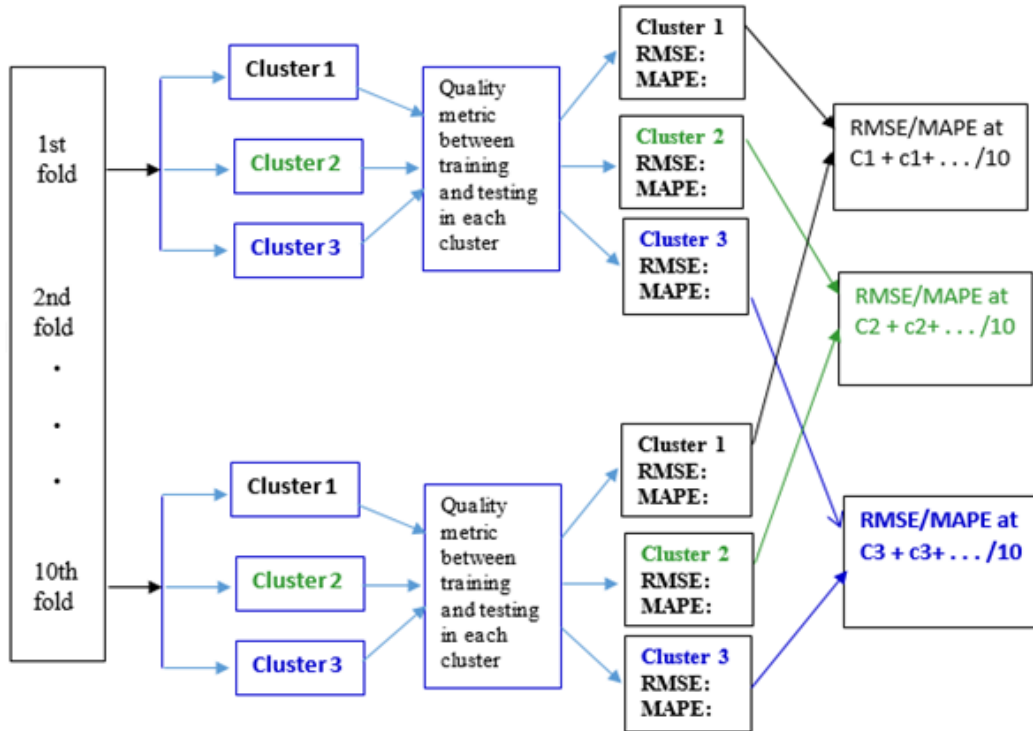 1st
fold
2nd
fold
.
.
.
10th
fold
Cluster 1
Cluster 2
Cluster 3
Quality
metric
between
training
and testing
in each
cluster
Cluster 1
RMSE:
MAPE:
Cluster 2
RMSE:
MAPE:
Cluster 3
RMSE:
MAPE:
Cluster 1
Cluster 2
Cluster 3
Quality
metric
between
training
and testing
in each
cluster
Cluster 1
RMSE:
MAPE:
Cluster 2
RMSE:
MAPE:
Cluster 3
RMSE:
MAPE:
RMSE/MAPE at
C1 + c1+ . . . /10
RMSE/MAPE at
C2 + c2+ . . . /10
RMSE/MAPE at
C3 + c3+ . . . /10